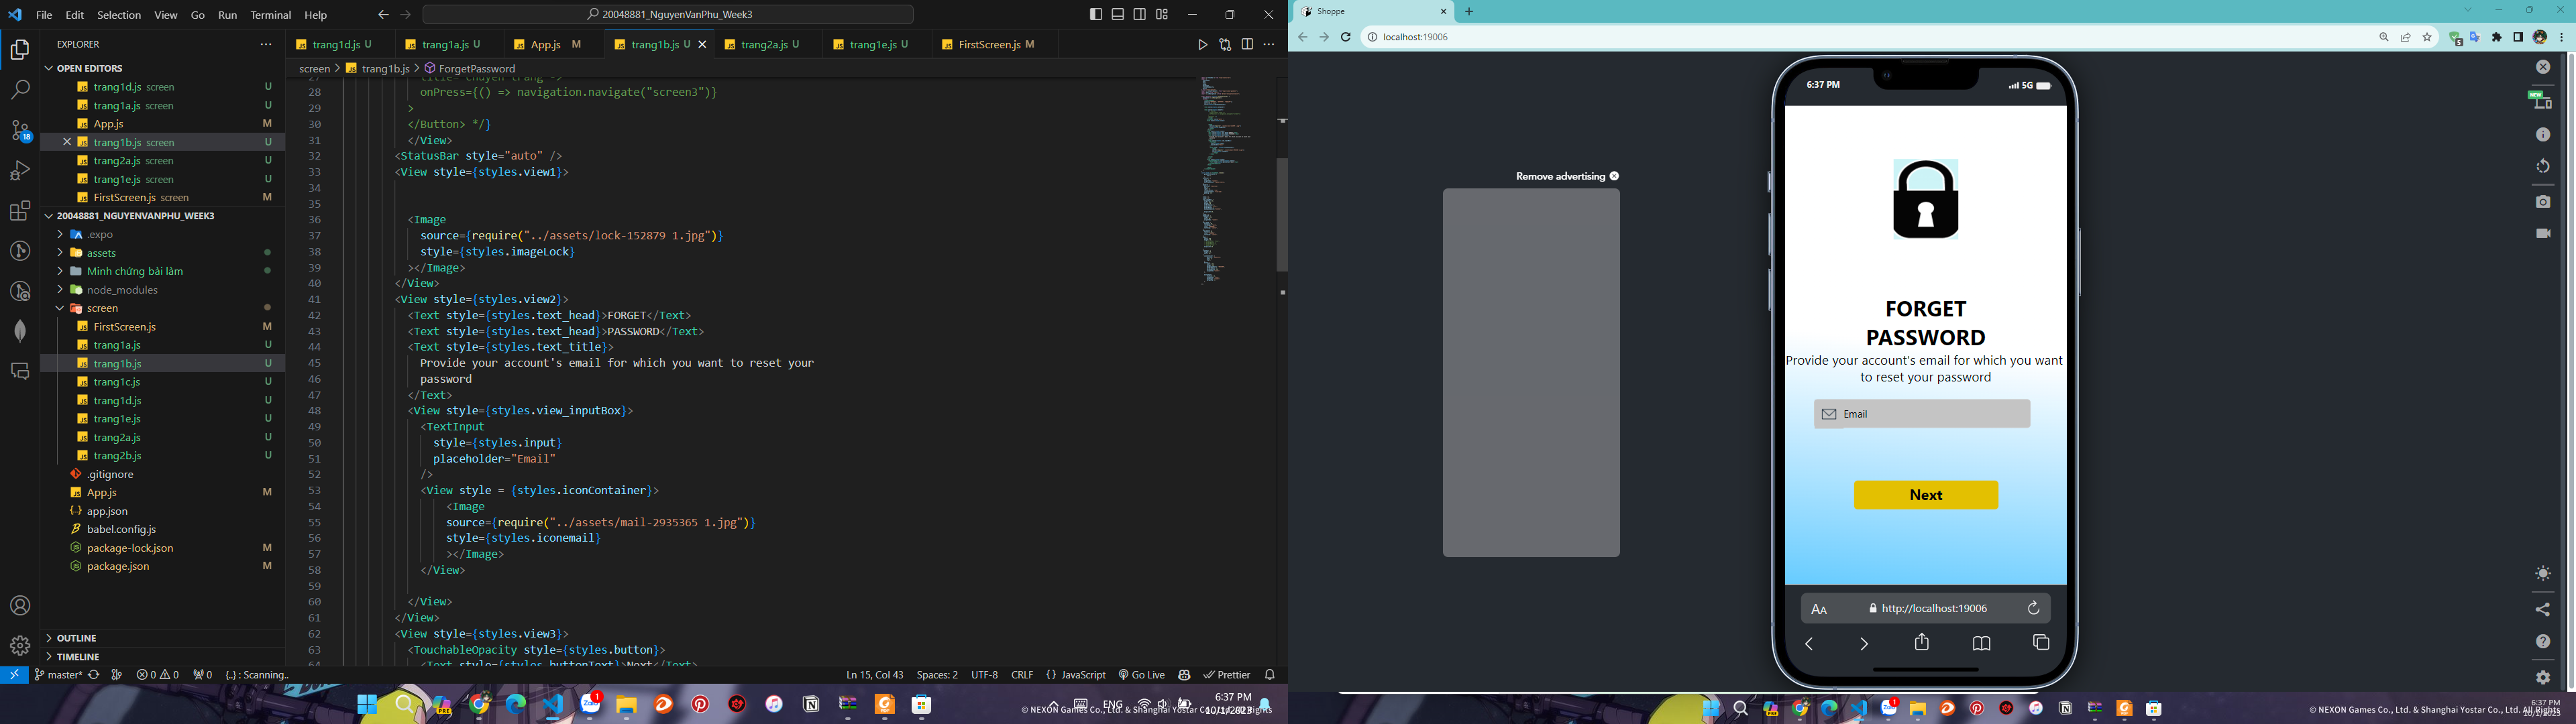 File Edit Selection View Go Run Terminal Help
20048881_NguyenVanPhu_Week3
EXPLORER
OPEN EDITORS
trang1d.js screen U
trang1a.js screen U
App.js M
trang1b.js screen U
trang2a.js screen U
trang1e.js screen U
FirstScreen.js screen M
20048881_NGUYENVANPHU_WEEK3
.expo
assets
Minh chứng bài làm
node_modules
screen
FirstScreen.js M
trang1a.js U
trang1b.js U
trang1c.js U
trang1d.js U
trang1e.js U
trang2a.js U
trang2b.js U
.gitignore
App.js M
app.json
babel.config.js
package-lock.json M
package.json M
OUTLINE
TIMELINE
trang1d.js U trang1a.js U App.js M trang1b.js U trang2a.js U trang1e.js U FirstScreen.js M
screen > trang1b.js > ForgetPassword
28 onPress={() => navigation.navigate("screen3")}
29 >
30 </Button> */}
31 </View>
32 <StatusBar style="auto" />
33 <View style={styles.view1}>
34
35
36 <Image
37 source={require("../assets/lock-152879 1.jpg")}
38 style={styles.imageLock}
39 ></Image>
40 </View>
41 <View style={styles.view2}>
42 <Text style={styles.text_head}>FORGET</Text>
43 <Text style={styles.text_head}>PASSWORD</Text>
44 <Text style={styles.text_title}>
45 Provide your account's email for which you want to reset your
46 password
47 </Text>
48 <View style={styles.view_inputBox}>
49 <TextInput
50 style={styles.input}
51 placeholder="Email"
52 />
53 <View style = {styles.iconContainer}>
54 <Image
55 source={require("../assets/mail-2935365 1.jpg")}
56 style={styles.iconemail}
57 ></Image>
58 </View>
59
60 </View>
61 </View>
62 <View style={styles.view3}>
63 <TouchableOpacity style={styles.button}>
64 <Text style={styles.buttonText}>Next</Text>
18
master* 0 0 0 {..} : Scanning..
Ln 15, Col 43 Spaces: 2 UTF-8 CRLF {} JavaScript Go Live Prettier
ENG
6:37 PM
Shoppe
localhost:19006
Remove advertising
6:37 PM 5G
FORGET
PASSWORD
Provide your account's email for which you want
to reset your password
Email
Next
AA http://localhost:19006
NEW
© NEXON Games Co., Ltd. & Shanghai Yostar Co., Ltd. All Rights